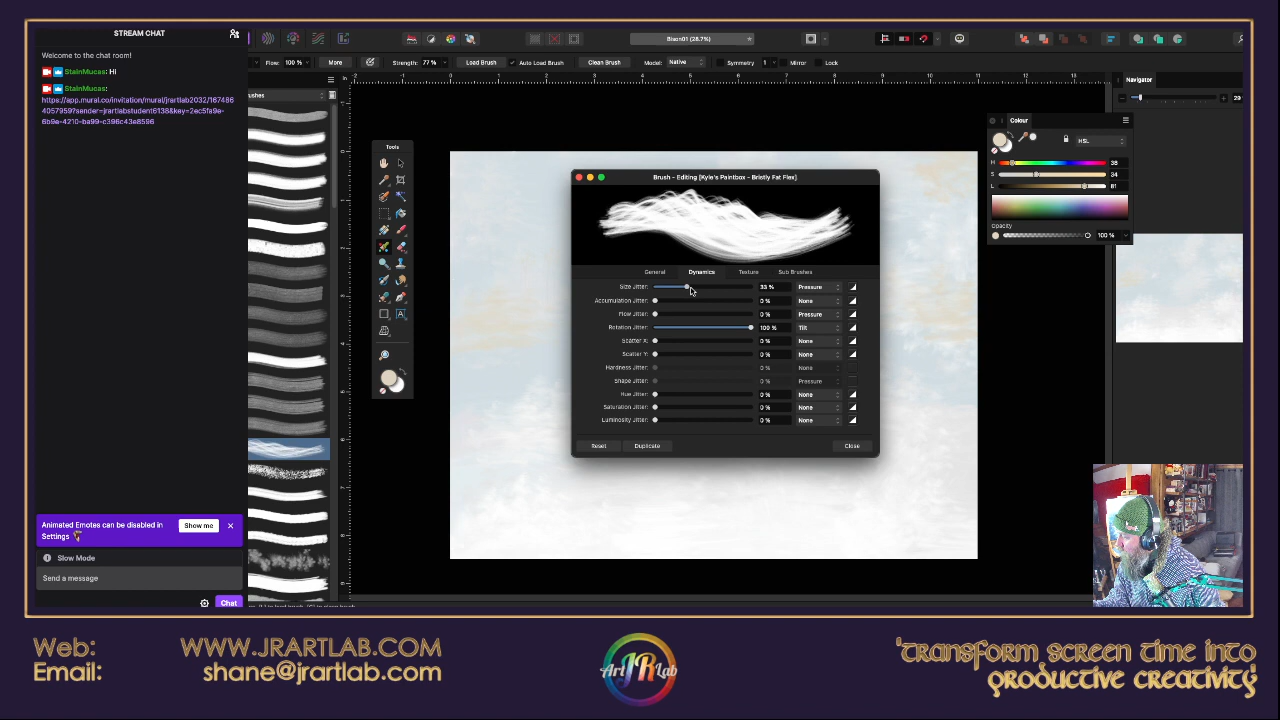 STREAM CHAT
Welcome to the chat room!
StainMucas: Hi
StainMucas:
https://app.mural.co/invitation/mural/jrartlab2032/167486
4057959?sender=jrartlabstudent6138&key=2ec5fa9e-
6b9e-4210-ba99-c396c43e8596
Animated Emotes can be disabled in
Settings
Show me
Slow Mode
Send a message
Chat
Bison01 (28.7%)
Flow: 100 %
More
Strength: 77 %
Load Brush
Auto Load Brush
Clean Brush
Model: Native
Symmetry 1
Mirror
Lock
Tools
Brush - Editing [Kyle's Paintbox - Bristly Fat Flex]
General
Dynamics
Texture
Sub Brushes
Size Jitter: 33 % Pressure
Accumulation Jitter: 0 % None
Flow Jitter: 0 % Pressure
Rotation Jitter: 100 % Tilt
Scatter X: 0 % None
Scatter Y: 0 % None
Hardness Jitter: 0 % None
Shape Jitter: 0 % Pressure
Hue Jitter: 0 % None
Saturation Jitter: 0 % None
Luminosity Jitter: 0 % None
Reset
Duplicate
Close
Navigator
Colour
HSL
H 38
S 34
L 81
Opacity
100 %
Web: WWW.JRARTLAB.COM
Email: shane@jrartlab.com
Art JR Lab
'Transform screen time into
productive creativity'